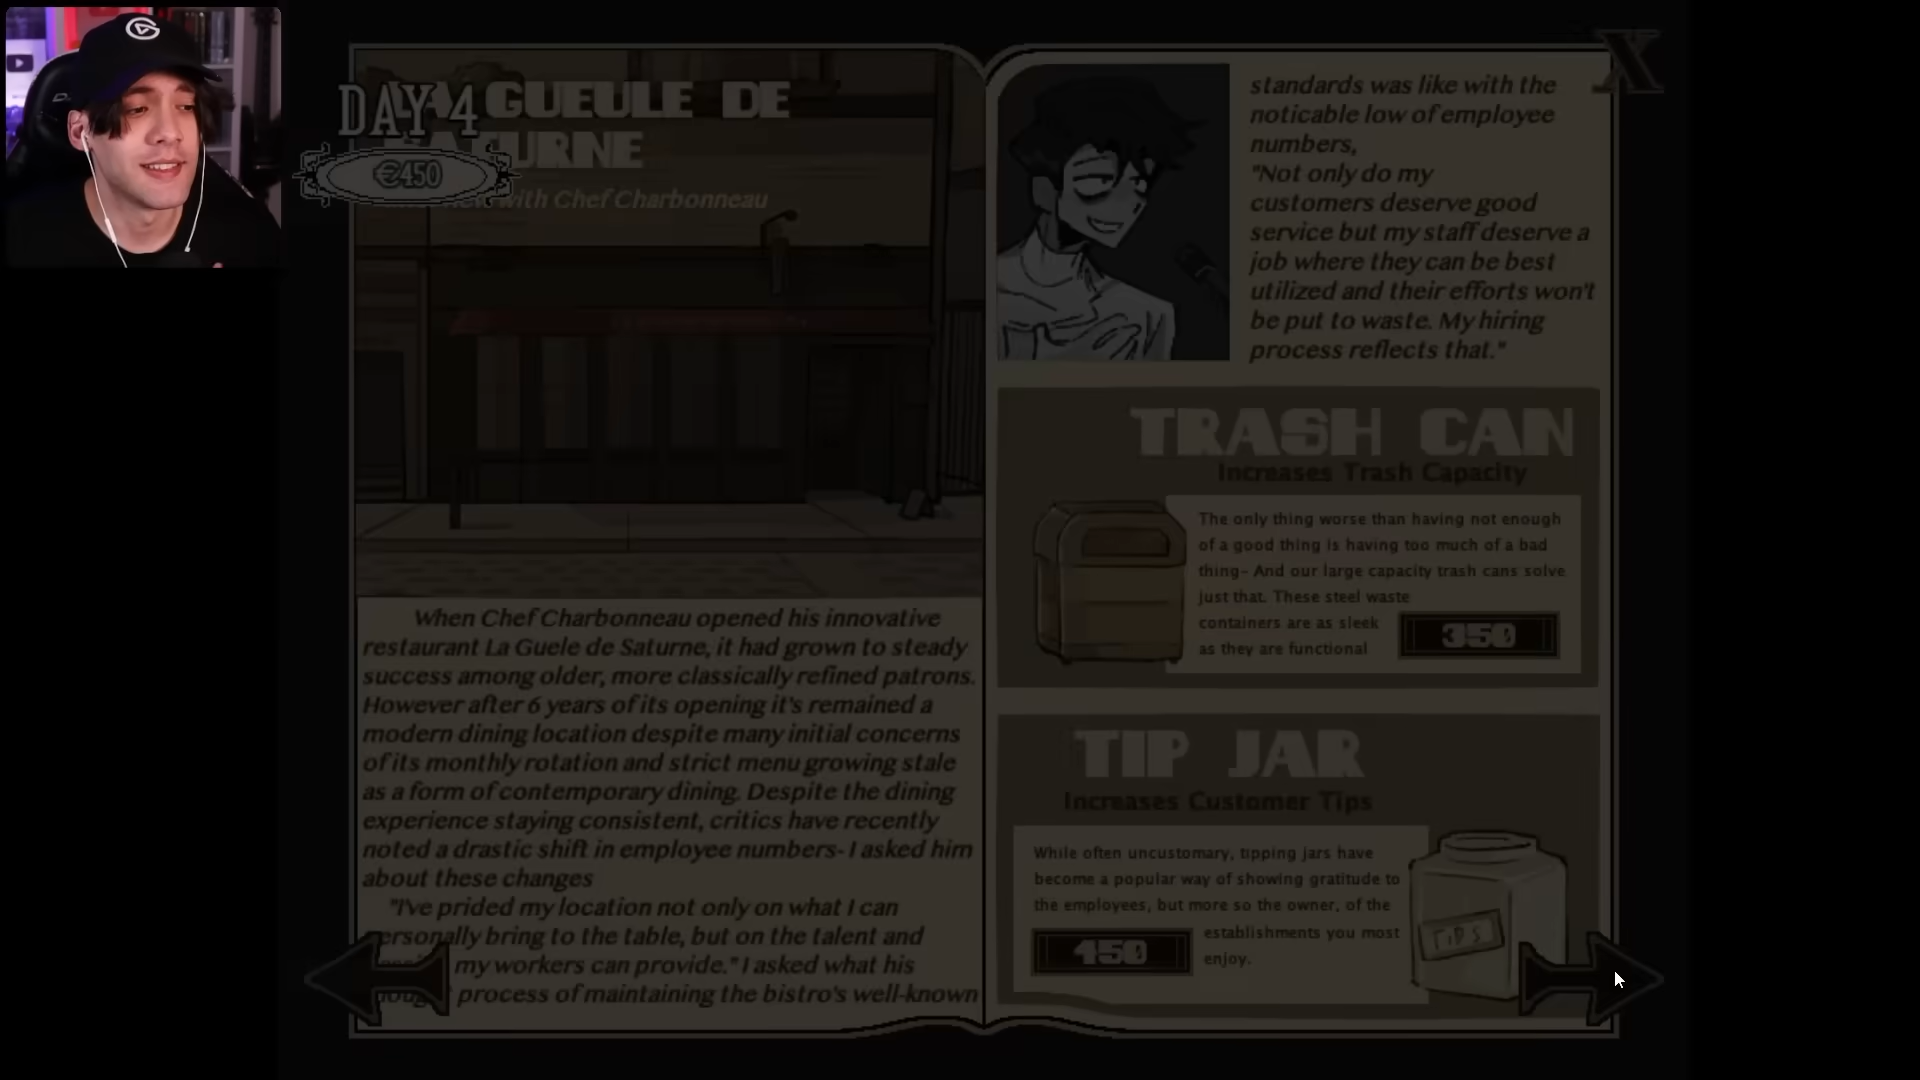 DAY 4
LA GUEULE DE
SATURNE
€450
with Chef Charbonneau
When Chef Charbonneau opened his innovative
restaurant La Guele de Saturne, it had grown to steady
success among older, more classically refined patrons.
However after 6 years of its opening it's remained a
modern dining location despite many initial concerns
of its monthly rotation and strict menu growing stale
as a form of contemporary dining. Despite the dining
experience staying consistent, critics have recently
noted a drastic shift in employee numbers- I asked him
about these changes
"I've prided my location not only on what I can
personally bring to the table, but on the talent and
my workers can provide." I asked what his
process of maintaining the bistro's well-known
standards was like with the
noticable low of employee
numbers,
"Not only do my
customers deserve good
service but my staff deserve a
job where they can be best
utilized and their efforts won't
be put to waste. My hiring
process reflects that."
X
TRASH CAN
Increases Trash Capacity
The only thing worse than having not enough
of a good thing is having too much of a bad
thing- And our large capacity trash cans solve
just that. These steel waste
containers are as sleek
as they are functional
350
TIP JAR
Increases Customer Tips
While often uncustomary, tipping jars have
become a popular way of showing gratitude to
the employees, but more so the owner, of the
establishments you most
enjoy.
450
TIPS